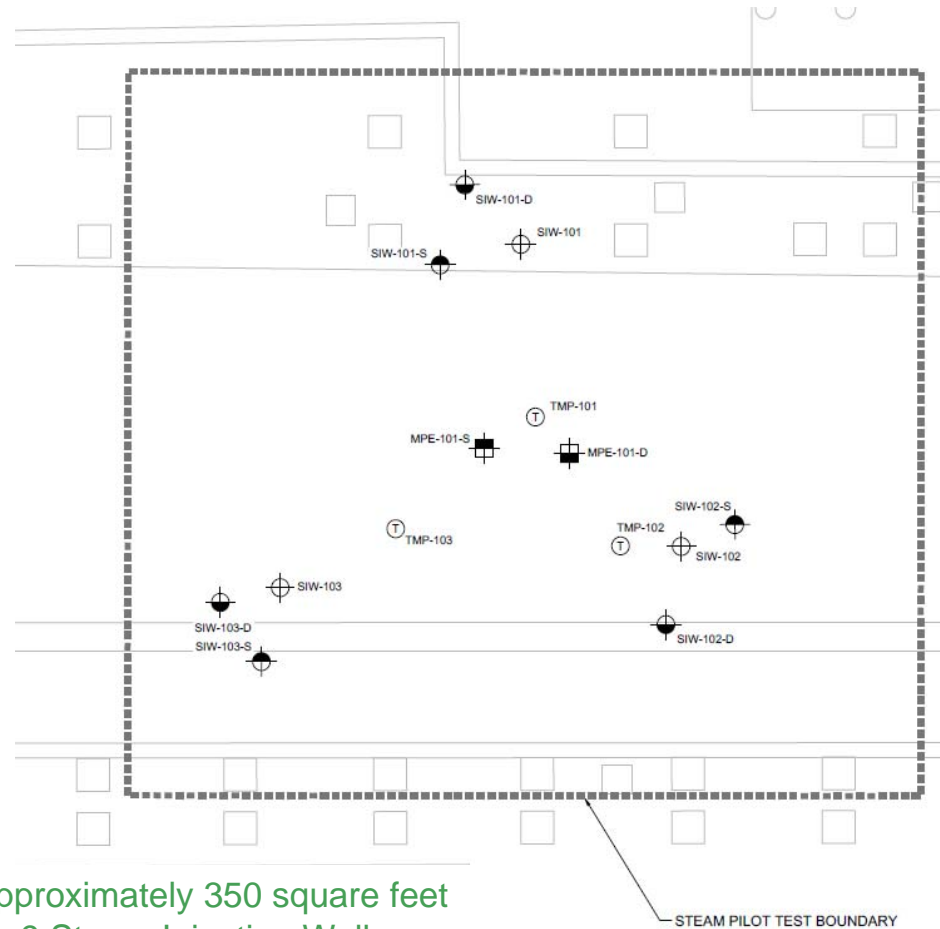 SIW-101-D
SIW-101
SIW-101-S
TMP-101
MPE-101-S
MPE-101-D
SIW-102-S
TMP-103
TMP-102
SIW-102
SIW-103
SIW-103-D
SIW-102-D
SIW-103-S
T
T
T
proximately 350 square feet
STEAM PILOT TEST BOUNDARY